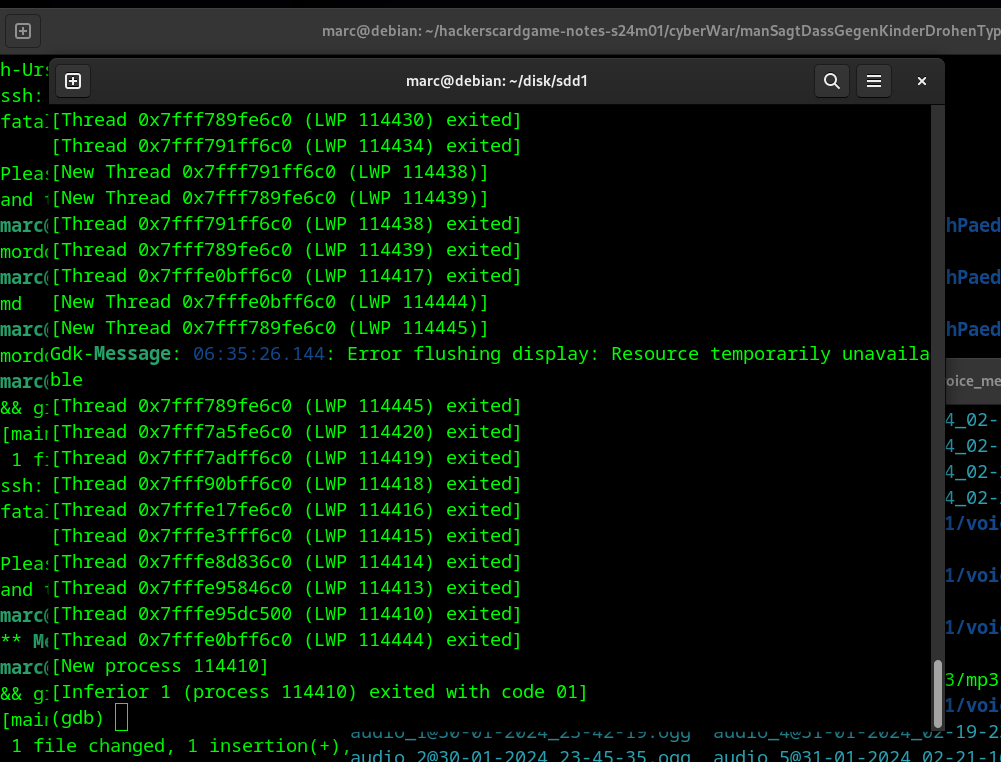 marc@debian: ~/hackerscardgame-notes-s24m01/cyberWar/manSagtDassGegenKinderDrohenTyp
marc@debian: ~/disk/sdd1
h-Urs
ssh:
fata
[Thread 0x7fff789fe6c0 (LWP 114430) exited]
[Thread 0x7fff791ff6c0 (LWP 114434) exited]
Pleas
[New Thread 0x7fff791ff6c0 (LWP 114438)]
and
[New Thread 0x7fff789fe6c0 (LWP 114439)]
marc
[Thread 0x7fff791ff6c0 (LWP 114438) exited]
hPaed
mord
[Thread 0x7fff789fe6c0 (LWP 114439) exited]
marc
[Thread 0x7fffe0bff6c0 (LWP 114417) exited]
hPaed
md
[New Thread 0x7fffe0bff6c0 (LWP 114444)]
marc
[New Thread 0x7fff789fe6c0 (LWP 114445)]
hPaed
mord
Gdk-Message: 06:35:26.144: Error flushing display: Resource temporarily unavaila
marc
ble
oice_me
&& g
[Thread 0x7fff789fe6c0 (LWP 114445) exited]
4_02-
[mai
[Thread 0x7fff7a5fe6c0 (LWP 114420) exited]
4_02-
1 f
[Thread 0x7fff7adff6c0 (LWP 114419) exited]
4_02-
ssh:
[Thread 0x7fff90bff6c0 (LWP 114418) exited]
4_02-
fata
[Thread 0x7fffe17fe6c0 (LWP 114416) exited]
1/voi
[Thread 0x7fffe3fff6c0 (LWP 114415) exited]
Pleas
[Thread 0x7fffe8d836c0 (LWP 114414) exited]
1/voi
and
[Thread 0x7fffe95846c0 (LWP 114413) exited]
marc
[Thread 0x7fffe95dc500 (LWP 114410) exited]
1/voi
** M
[Thread 0x7fffe0bff6c0 (LWP 114444) exited]
marc
[New process 114410]
3/mp3
&& g
[Inferior 1 (process 114410) exited with code 01]
1/voi
[mai
(gdb)
audio_1@30-01-2024_23-42-19.ogg audio_4@31-01-2024_02-19-2
1 file changed, 1 insertion(+),
audio_2@30-01-2024_23-45-35.ogg audio_5@31-01-2024_02-21-1